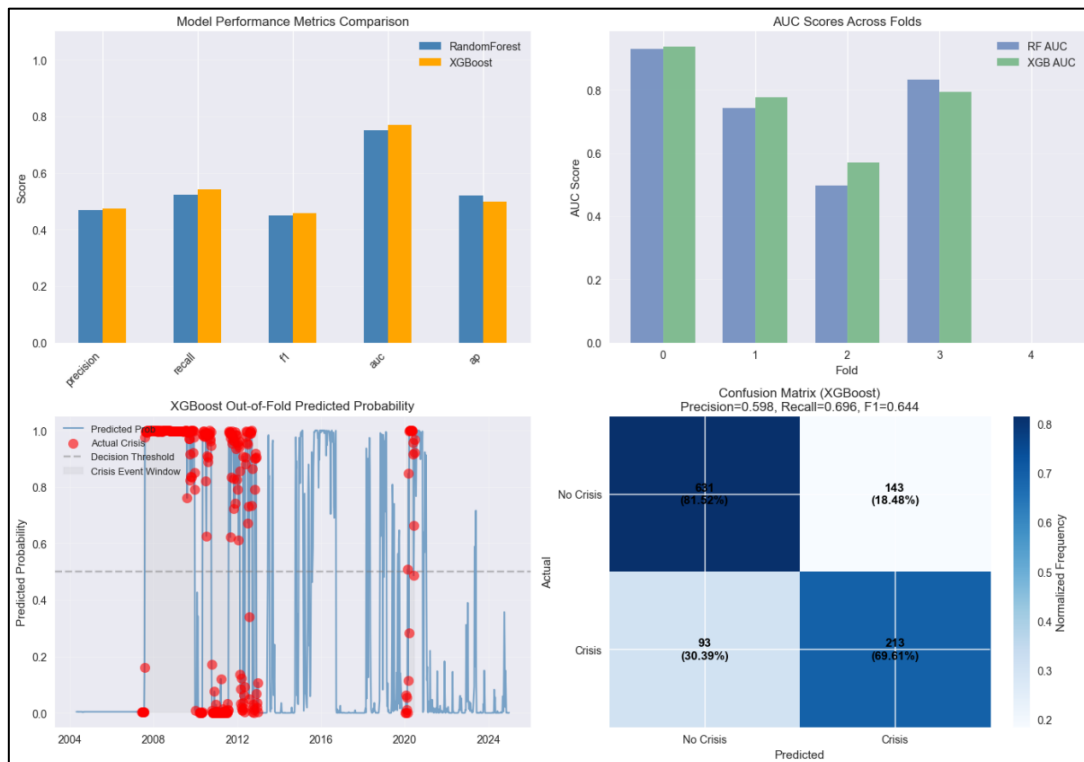 Model Performance Metrics Comparison
RandomForest
XGBoost
1.0
0.8
0.6
0.4
0.2
0.0
Score
precision
recall
f1
auc
ap
AUC Scores Across Folds
RF AUC
XGB AUC
0.8
0.6
0.4
0.2
0.0
AUC Score
0 1 2 3 4
Fold
XGBoost Out-of-Fold Predicted Probability
Predicted Prob
Actual Crisis
Decision Threshold
Crisis Event Window
1.0
0.8
0.6
0.4
0.2
0.0
Predicted Probability
2004 2008 2012 2016 2020 2024
Confusion Matrix (XGBoost)
Precision=0.598, Recall=0.696, F1=0.644
Actual
No Crisis
631
(81.52%)
143
(18.48%)
Crisis
93
(30.39%)
213
(69.61%)
No Crisis Crisis
Predicted
0.8
0.7
0.6
0.5
0.4
0.3
0.2
Normalized Frequency